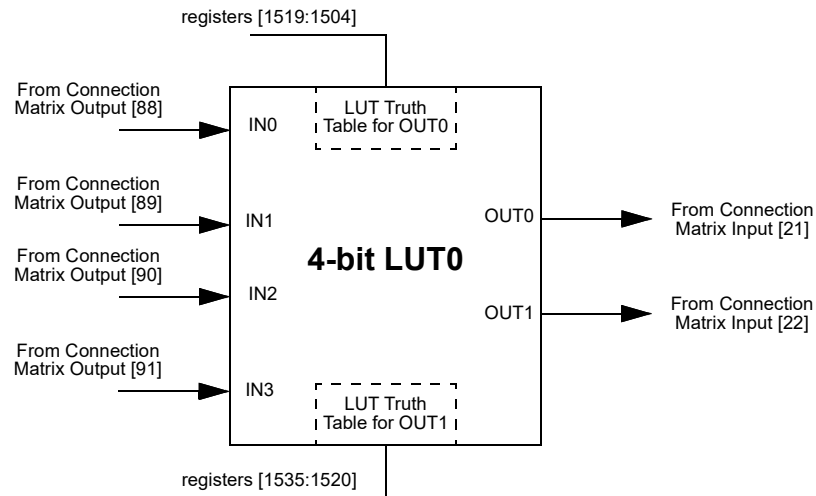 registers [1519:1504]
From Connection
Matrix Output [88]
IN0
LUT Truth
Table for OUT0
From Connection
Matrix Output [89]
IN1
OUT0
From Connection
Matrix Input [21]
4-bit LUT0
From Connection
Matrix Output [90]
IN2
OUT1
From Connection
Matrix Input [22]
From Connection
Matrix Output [91]
IN3
LUT Truth
Table for OUT1
registers [1535:1520]